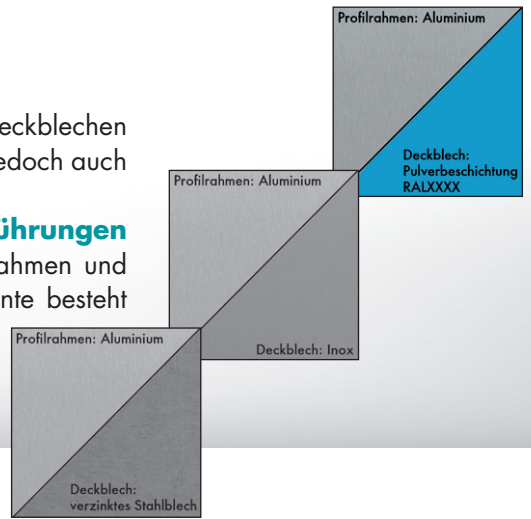 Profilrahmen: Aluminium
eckblechen
edoch auch
Deckblech:
Pulverbeschichtung
RALXXXX
Profilrahmen: Aluminium
ührungen
ahmen und
nte besteht
Profilrahmen: Aluminium
Deckblech: Inox
Deckblech:
verzinktes Stahlblech